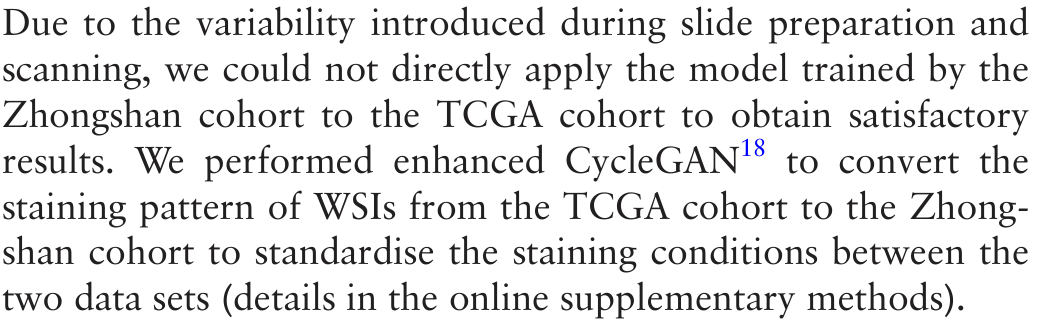 Due to the variability introduced during slide preparation and
scanning, we could not directly apply the model trained by the
Zhongshan cohort to the TCGA cohort to obtain satisfactory
results. We performed enhanced CycleGAN18 to convert the
staining pattern of WSIs from the TCGA cohort to the Zhong-
shan cohort to standardise the staining conditions between the
two data sets (details in the online supplementary methods).